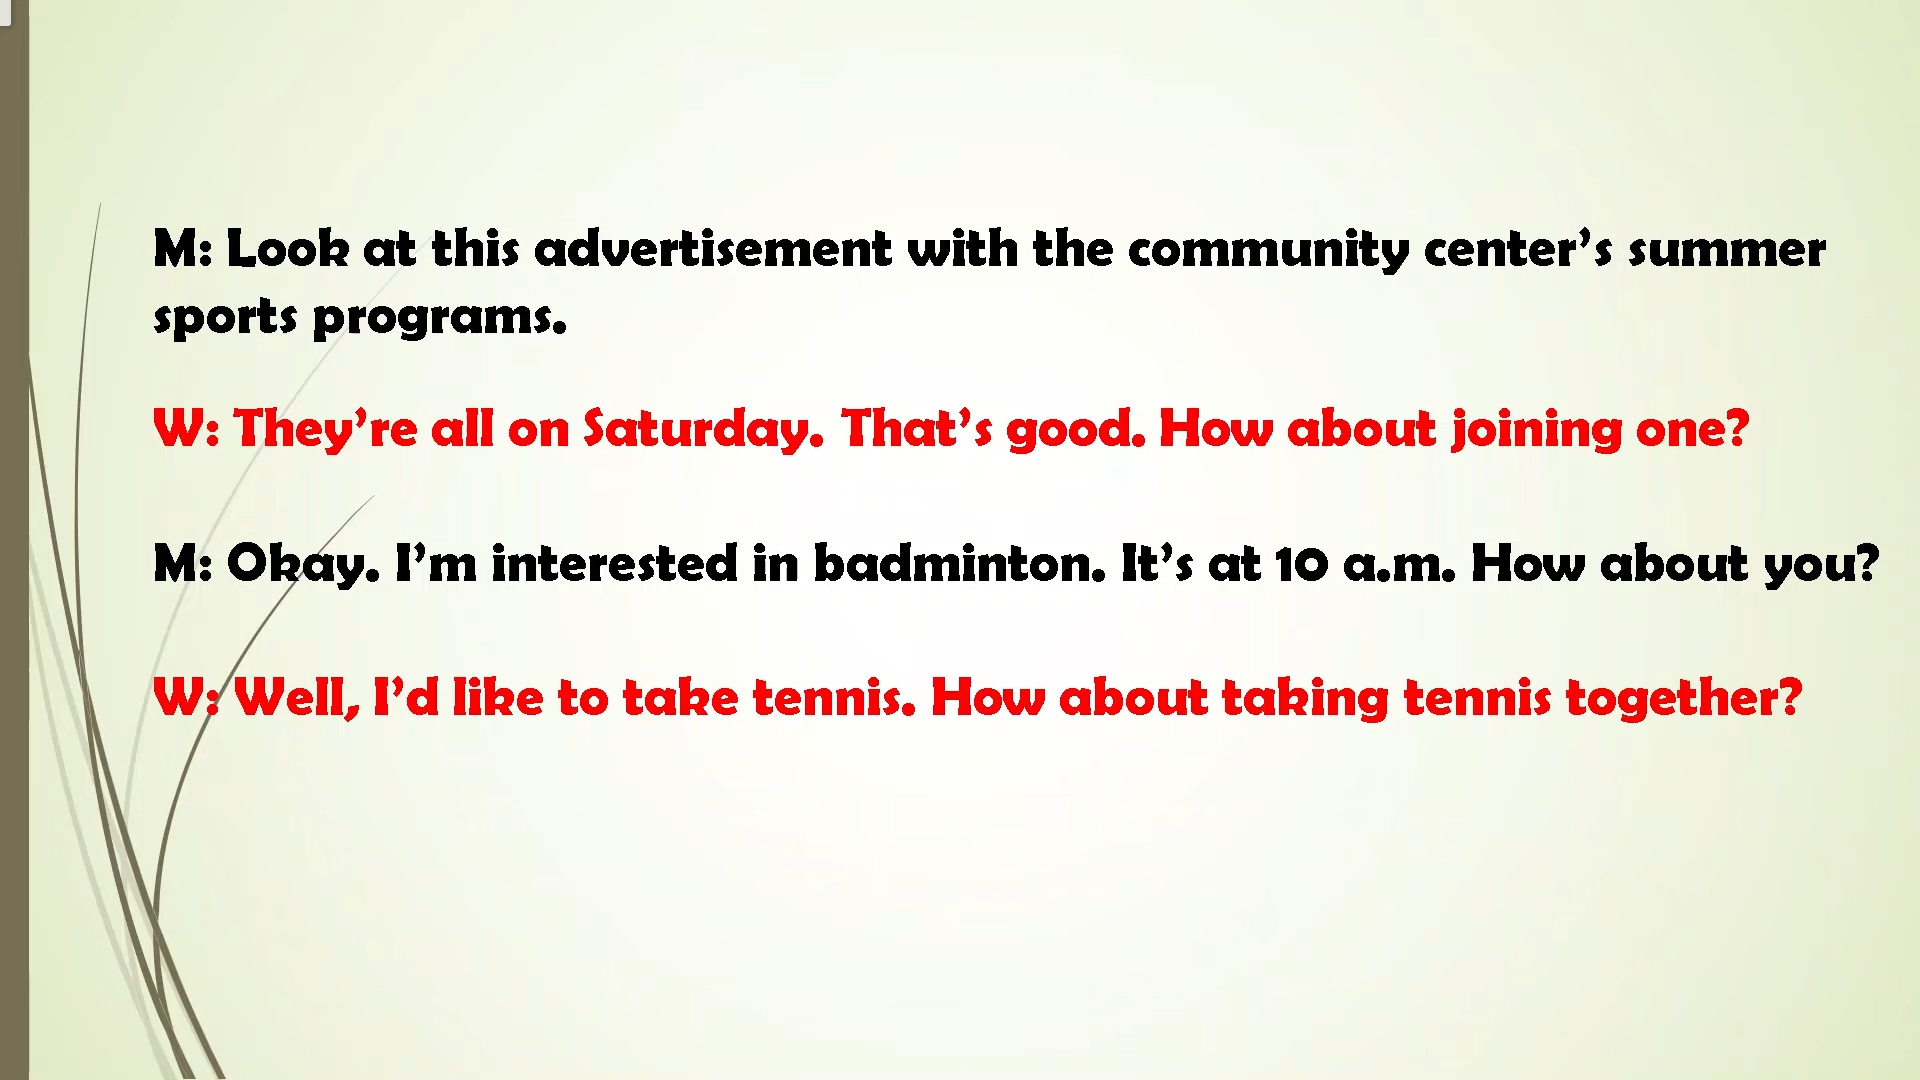 M: Look at this advertisement with the community center’s summer
sports programs.
W: They’re all on Saturday. That’s good. How about joining one?
M: Okay. I’m interested in badminton. It’s at 10 a.m. How about you?
W: Well, I’d like to take tennis. How about taking tennis together?